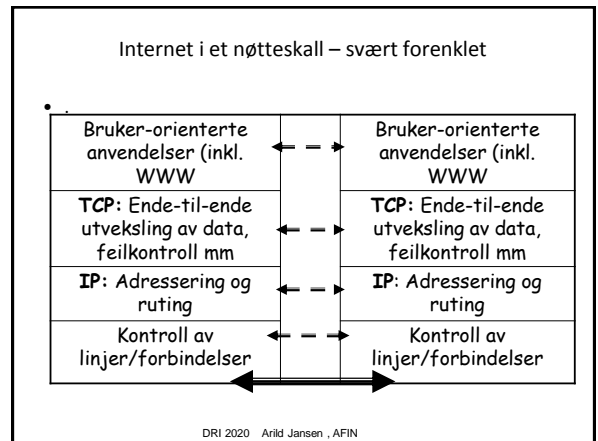 Internet i et nøtteskall – svært forenklet
• .
Bruker-orienterte
anvendelser (inkl.
WWW
Bruker-orienterte
anvendelser (inkl.
WWW
TCP: Ende-til-ende
utveksling av data,
feilkontroll mm
TCP: Ende-til-ende
utveksling av data,
feilkontroll mm
IP: Adressering og
ruting
IP: Adressering og
ruting
Kontroll av
linjer/forbindelser
Kontroll av
linjer/forbindelser
DRI 2020 Arild Jansen , AFIN